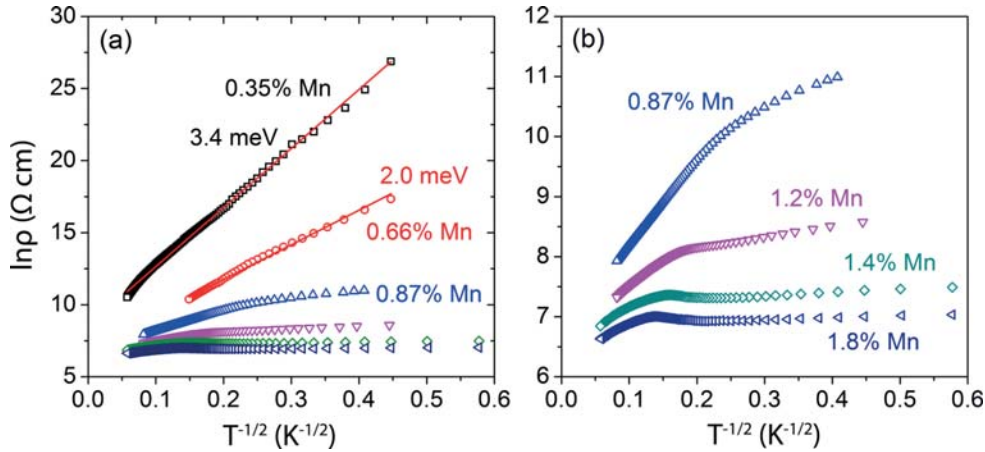 (a)
30
25
20
15
10
5
lnρ (Ω cm)
0.35% Mn
3.4 meV
2.0 meV
0.66% Mn
0.87% Mn
0.0 0.1 0.2 0.3 0.4 0.5 0.6
T-1/2 (K-1/2)
(b)
12
11
10
9
8
7
6
0.87% Mn
1.2% Mn
1.4% Mn
1.8% Mn
0.0 0.1 0.2 0.3 0.4 0.5 0.6
T-1/2 (K-1/2)